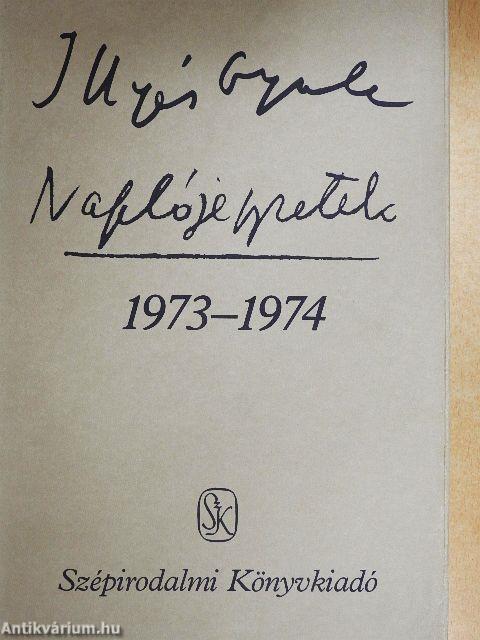 Illyés Gyula
Naplójegyzetek
1973–1974
SzK
Szépirodalmi Könyvkiadó
Antikvárium.hu